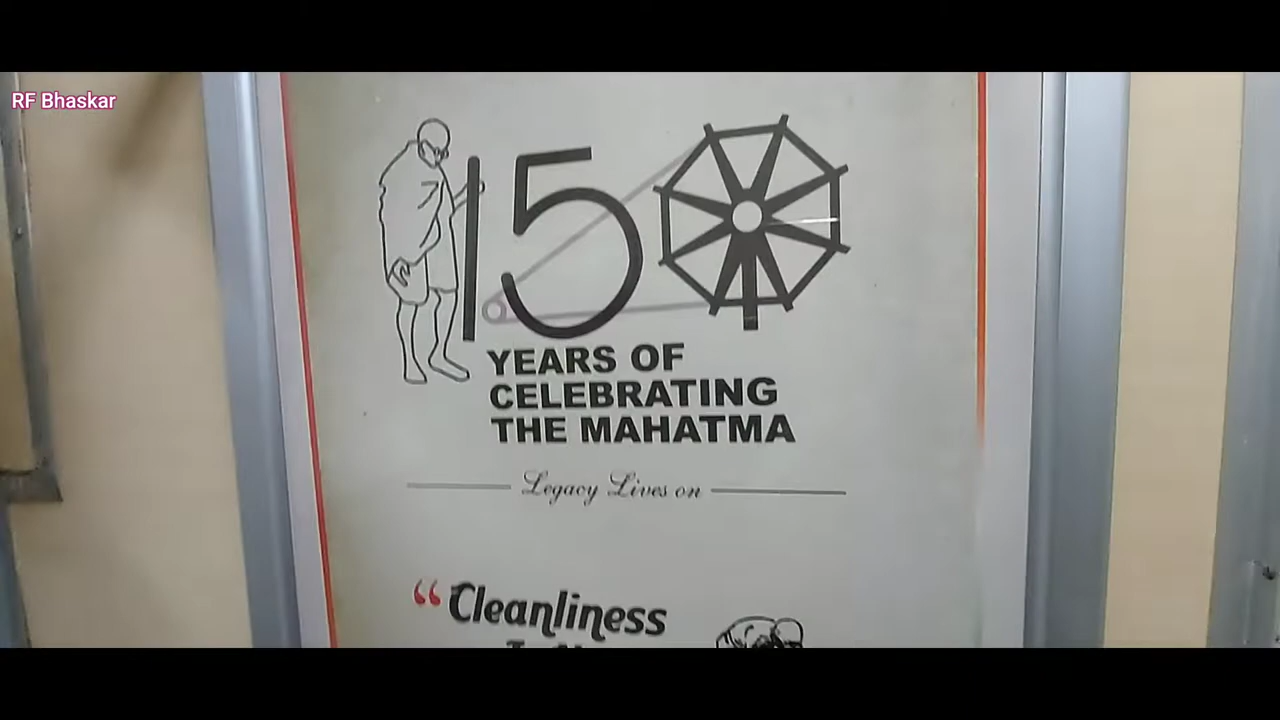 RF Bhaskar
150
YEARS OF
CELEBRATING
THE MAHATMA
Legacy Lives on
“Cleanliness